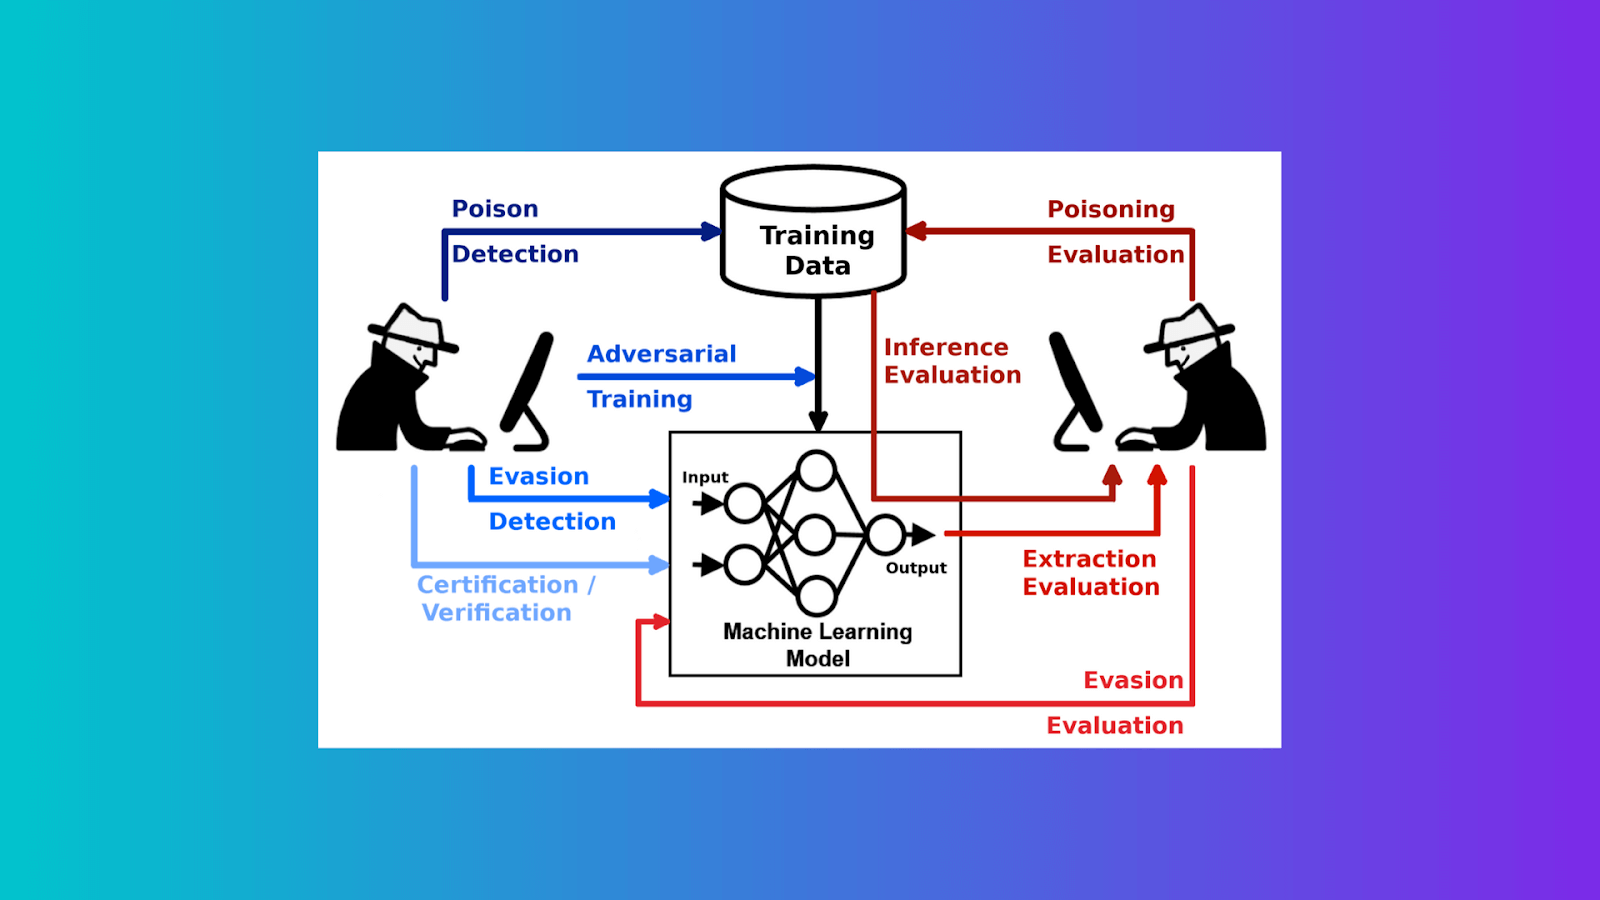 Poison
Detection
Training
Data
Poisoning
Evaluation
Adversarial
Training
Inference
Evaluation
Evasion
Detection
Certification /
Verification
Input
Output
Machine Learning
Model
Extraction
Evaluation
Evasion
Evaluation